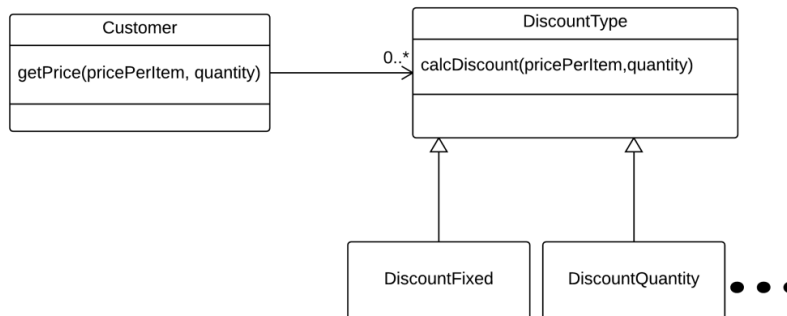 Customer
getPrice(pricePerItem, quantity)
0..*
DiscountType
calcDiscount(pricePerItem,quantity)
DiscountFixed
DiscountQuantity